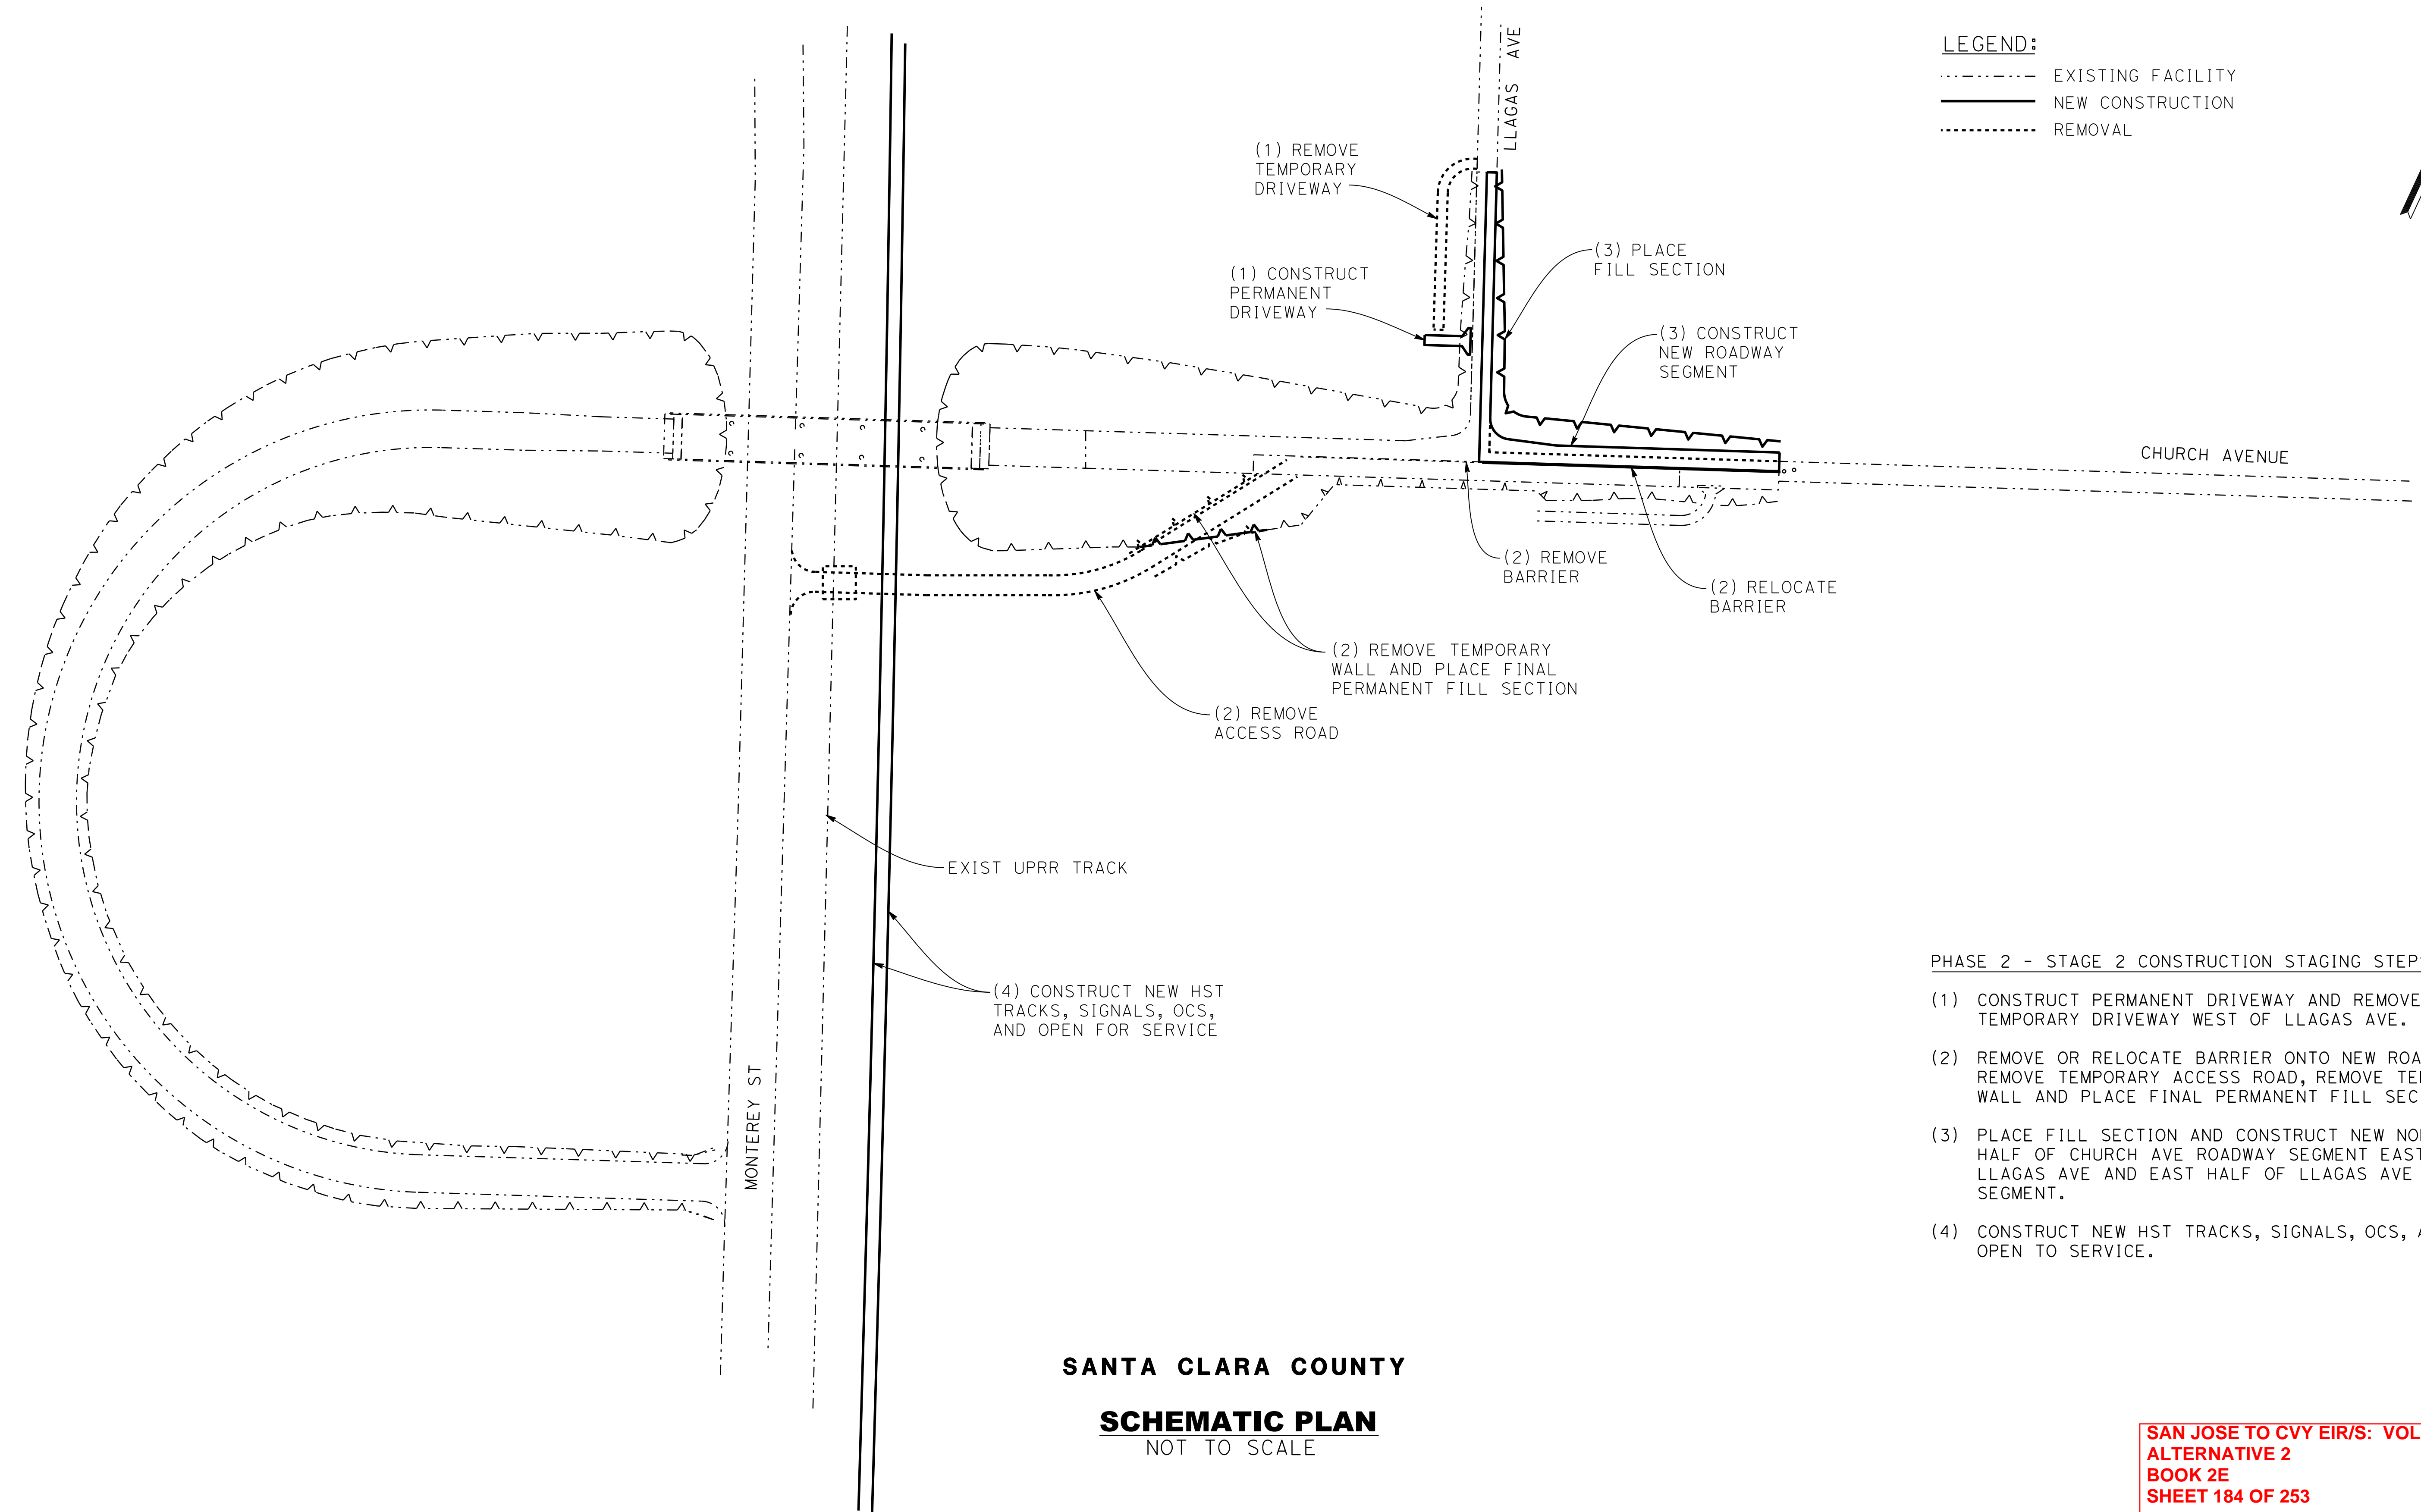 LEGEND:
EXISTING FACILITY
NEW CONSTRUCTION
REMOVAL
LLAGAS AVE
(1) REMOVE
TEMPORARY
DRIVEWAY
(1) CONSTRUCT
PERMANENT
DRIVEWAY
(3) PLACE
FILL SECTION
(3) CONSTRUCT
NEW ROADWAY
SEGMENT
CHURCH AVENUE
(2) REMOVE
BARRIER
(2) RELOCATE
BARRIER
(2) REMOVE TEMPORARY
WALL AND PLACE FINAL
PERMANENT FILL SECTION
(2) REMOVE
ACCESS ROAD
EXIST UPRR TRACK
(4) CONSTRUCT NEW HST
TRACKS, SIGNALS, OCS,
AND OPEN FOR SERVICE
MONTEREY ST
PHASE 2 - STAGE 2 CONSTRUCTION STAGING STEP
(1) CONSTRUCT PERMANENT DRIVEWAY AND REMOVE
TEMPORARY DRIVEWAY WEST OF LLAGAS AVE.
(2) REMOVE OR RELOCATE BARRIER ONTO NEW
REMOVE TEMPORARY ACCESS ROAD, REMOVE
WALL AND PLACE FINAL PERMANENT FILL
(3) PLACE FILL SECTION AND CONSTRUCT NEW
HALF OF CHURCH AVE ROADWAY SEGMENT EAST
LLAGAS AVE AND EAST HALF OF LLAGAS AVE
SEGMENT.
(4) CONSTRUCT NEW HST TRACKS, SIGNALS, OCS,
OPEN TO SERVICE.
SANTA CLARA COUNTY
SCHEMATIC PLAN
NOT TO SCALE
SAN JOSE TO CVY EIR/S: VOL
ALTERNATIVE 2
BOOK 2E
SHEET 184 OF 253